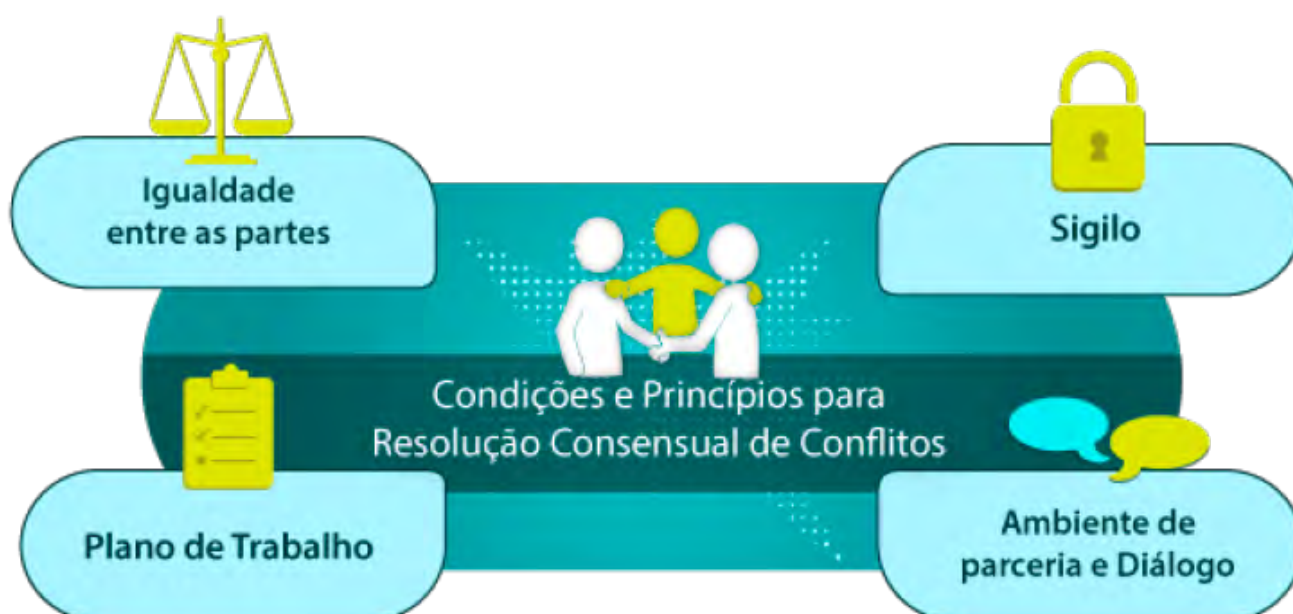 Igualdade
entre as partes
Sigilo
Condições e Princípios para
Resolução Consensual de Conflitos
Plano de Trabalho
Ambiente de
parceria e Diálogo